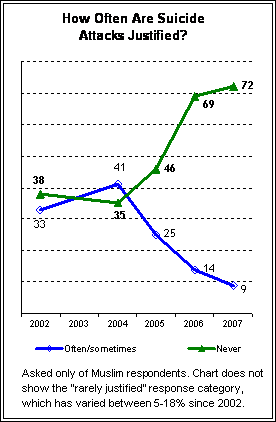 How Often Are Suicide
Attacks Justified?
72
69
38
41
46
35
33
25
14
9
2002 2003 2004 2005 2006 2007
Often/sometimes Never
Asked only of Muslim respondents. Chart does not
show the "rarely justified" response category,
which has varied between 5-18% since 2002.